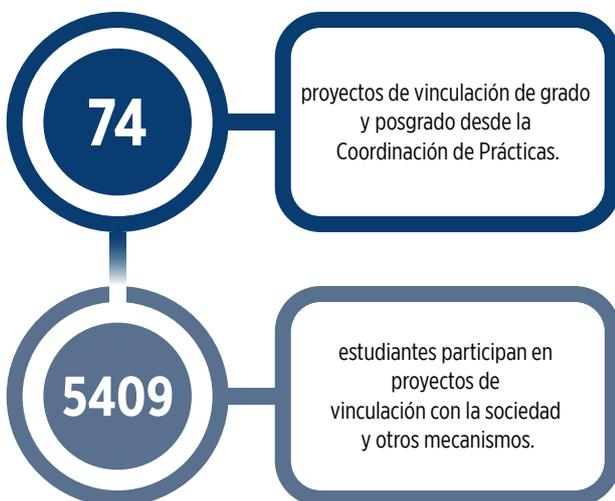 74
proyectos de vinculación de grado
y posgrado desde la
Coordinación de Prácticas.
5409
estudiantes participan en
proyectos de
vinculación con la sociedad
y otros mecanismos.